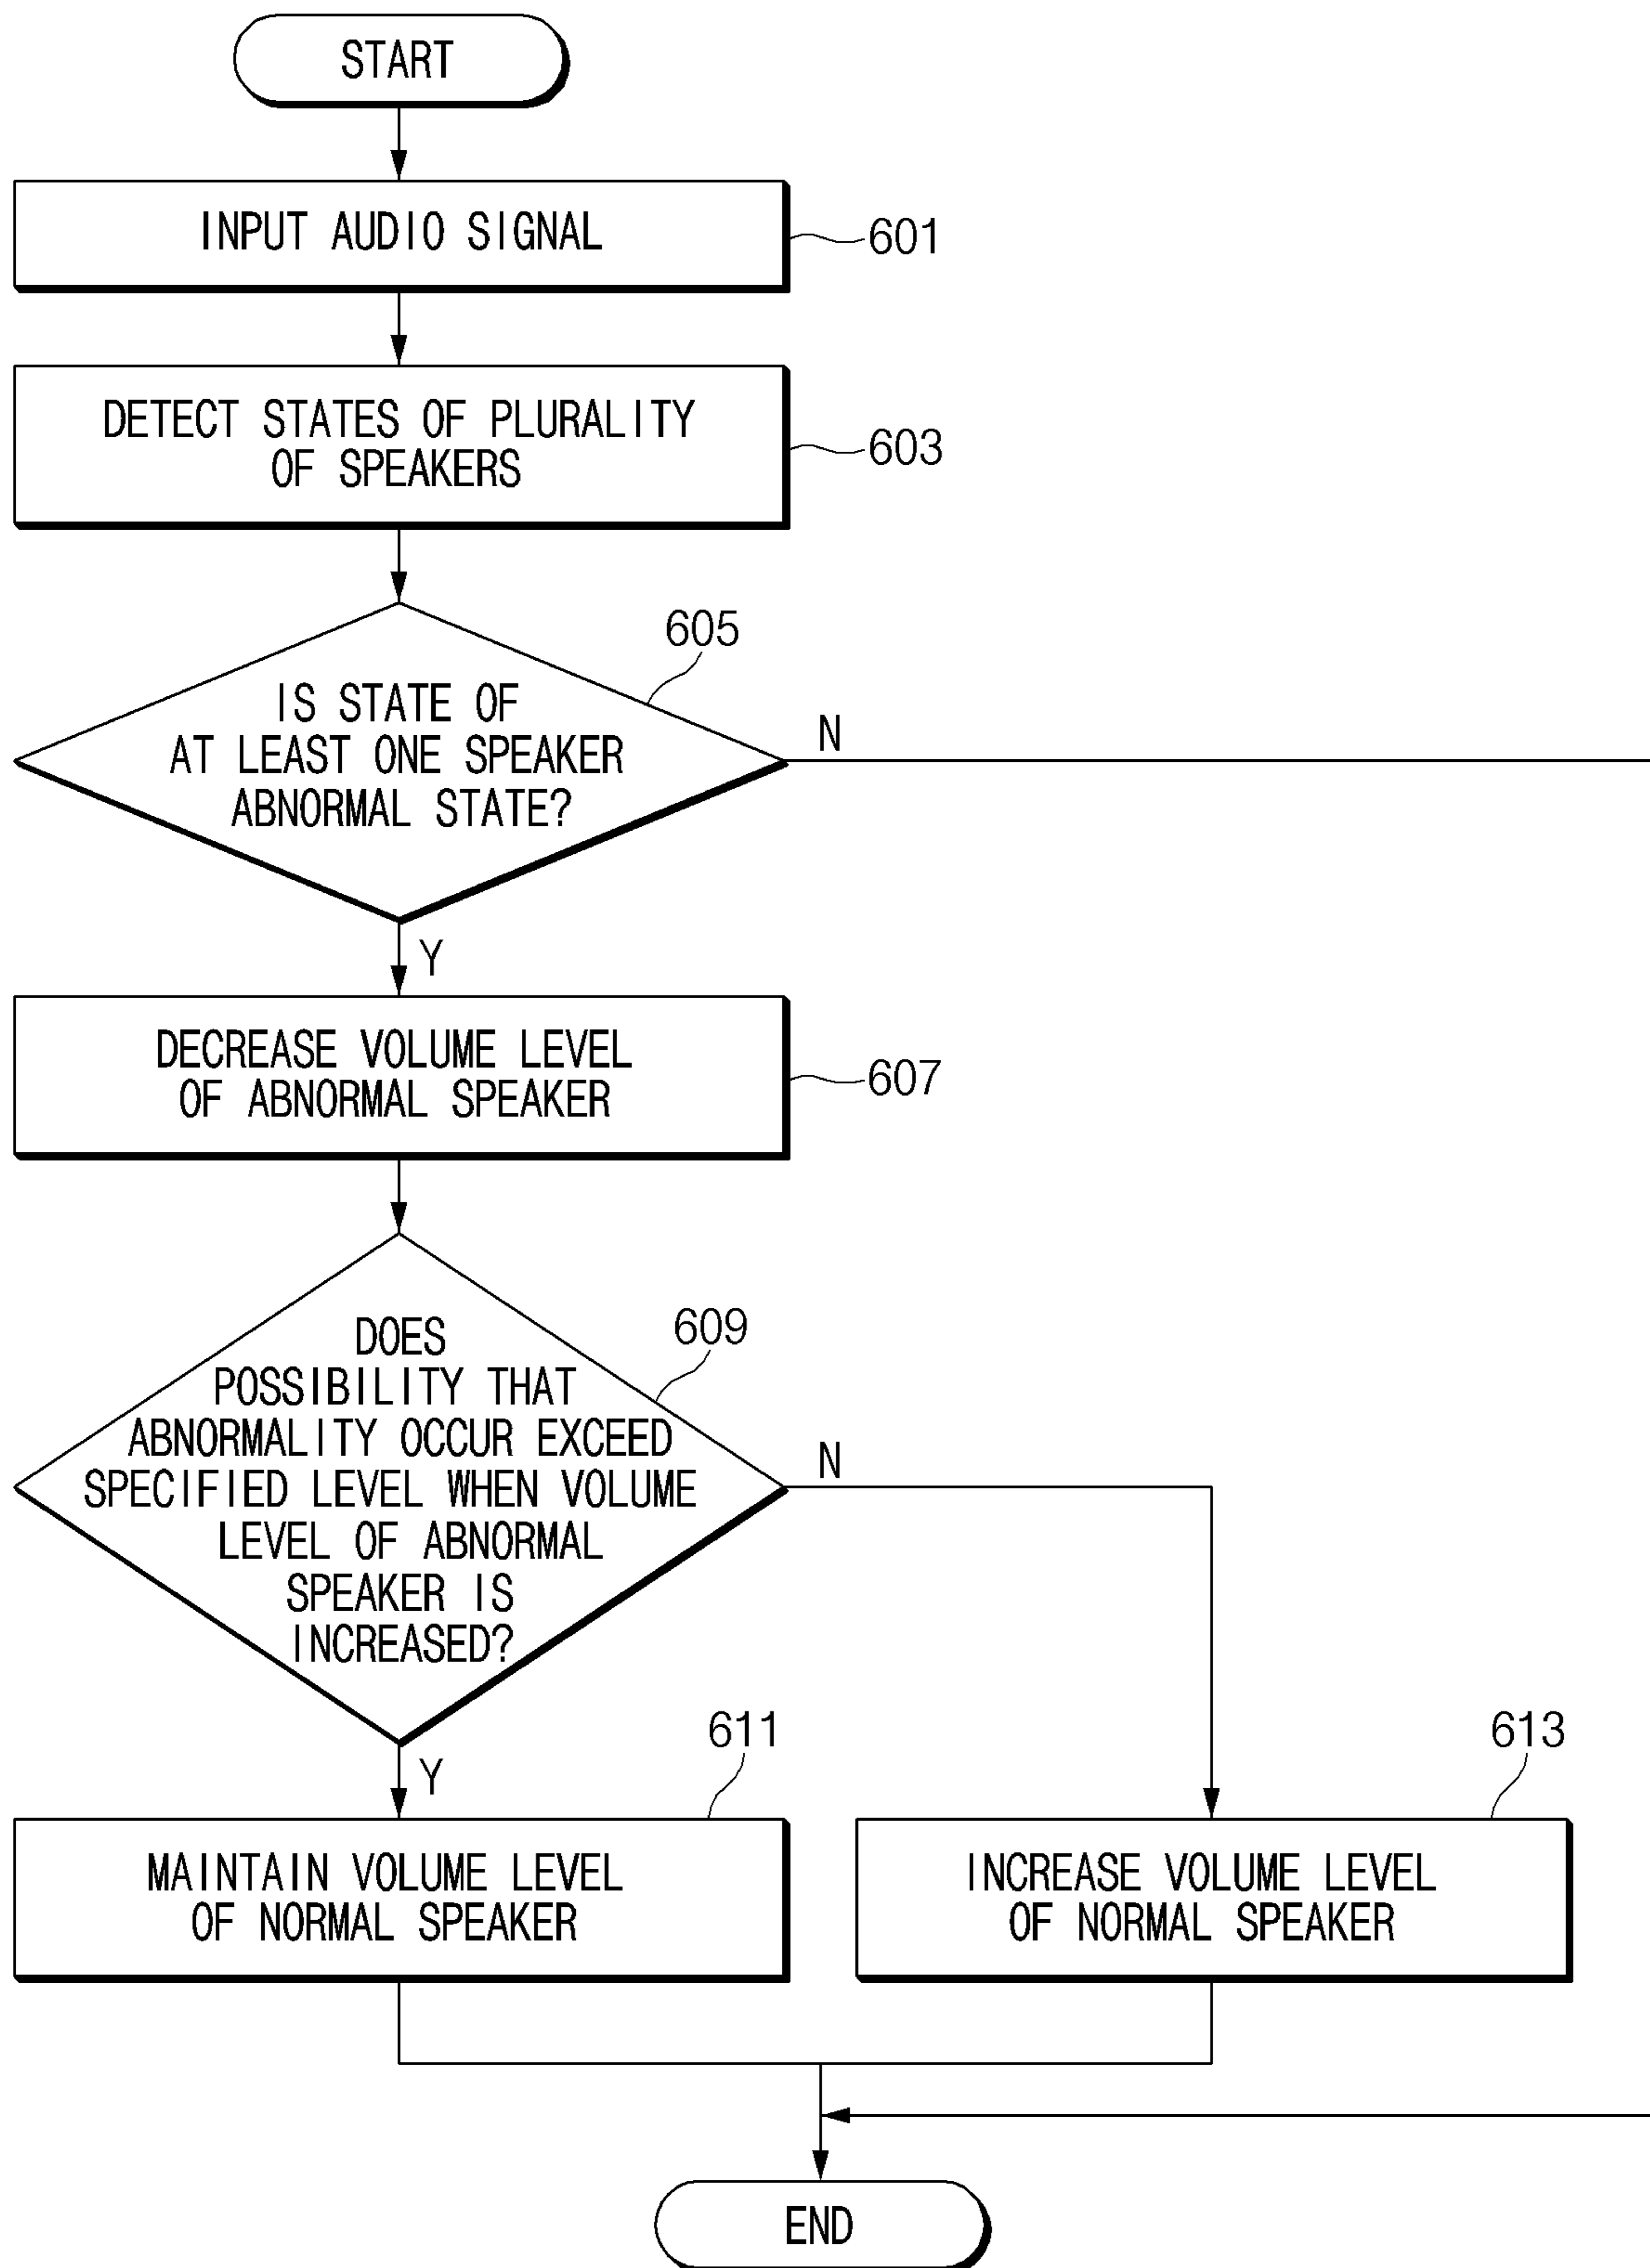 START
INPUT AUDIO SIGNAL
601
DETECT STATES OF PLURALITY
OF SPEAKERS
603
605
IS STATE OF
AT LEAST ONE SPEAKER
ABNORMAL STATE?
N
Y
DECREASE VOLUME LEVEL
OF ABNORMAL SPEAKER
607
609
DOES
POSSIBILITY THAT
ABNORMALITY OCCUR EXCEED
SPECIFIED LEVEL WHEN VOLUME
LEVEL OF ABNORMAL
SPEAKER IS
INCREASED?
N
Y
611
MAINTAIN VOLUME LEVEL
OF NORMAL SPEAKER
613
INCREASE VOLUME LEVEL
OF NORMAL SPEAKER
END